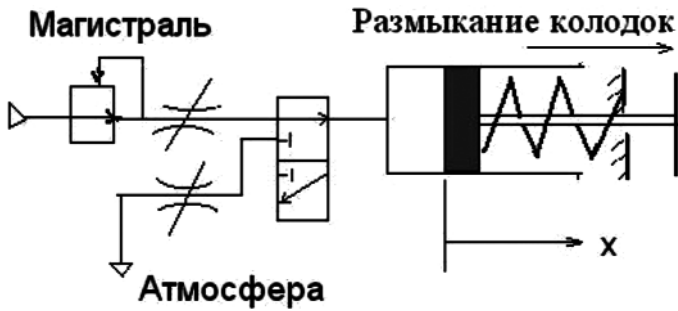 Магистраль
Размыкание колодок
x
Атмосфера